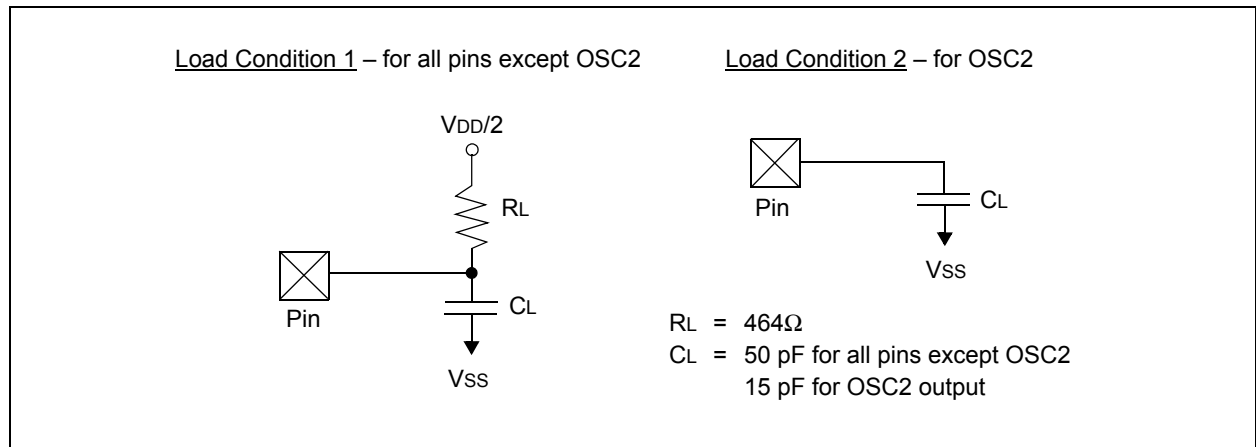 Load Condition 1 – for all pins except OSC2
Load Condition 2 – for OSC2
VDD/2
RL
Pin
CL
VSS
Pin
CL
VSS
RL = 464Ω
CL = 50 pF for all pins except OSC2
15 pF for OSC2 output